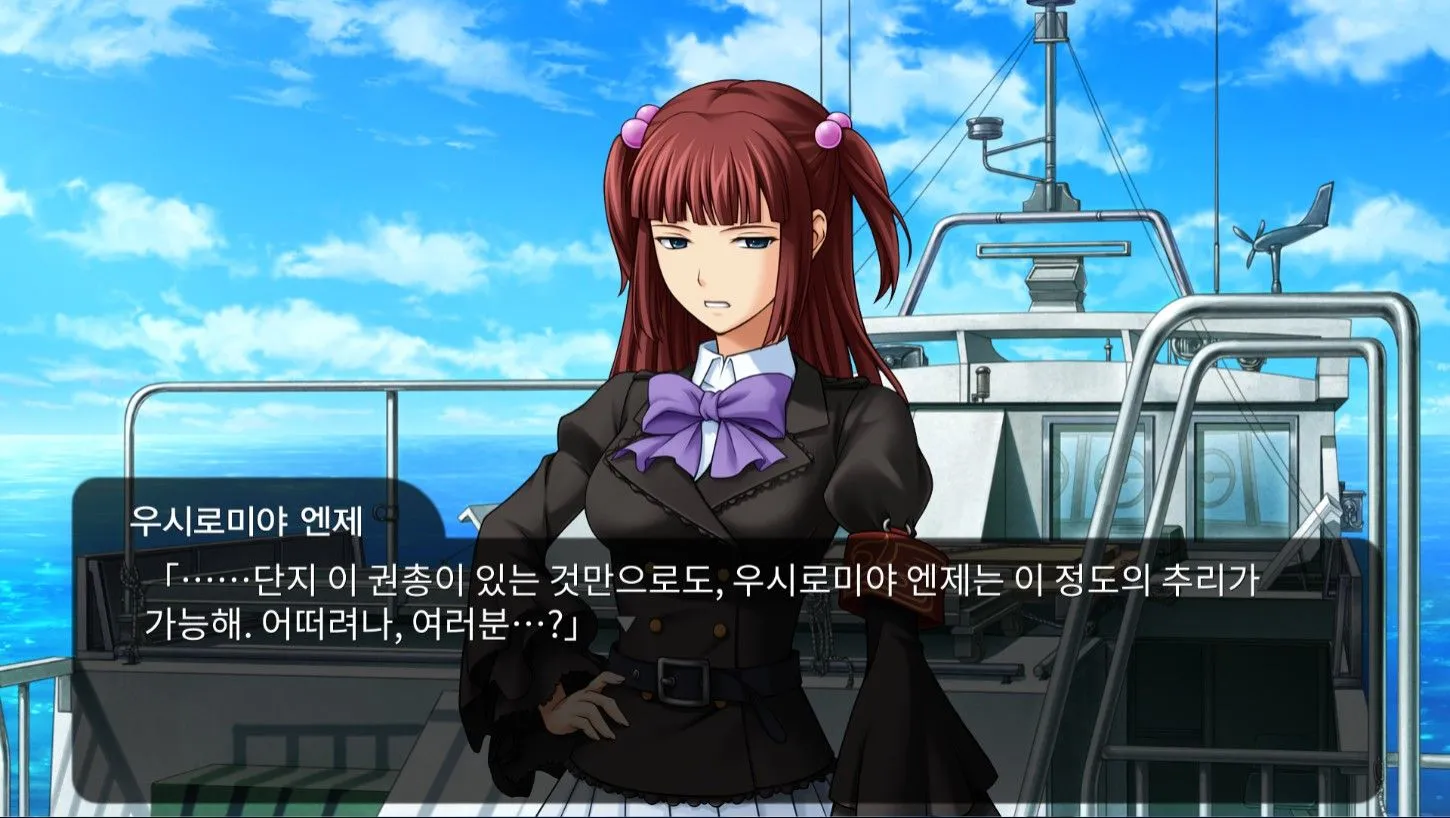 우시로미야 엔제
「……단지 이 권총이 있는 것만으로도, 우시로미야 엔제는 이 정도의 추리가
가능해. 어떠려나, 여러분…?」